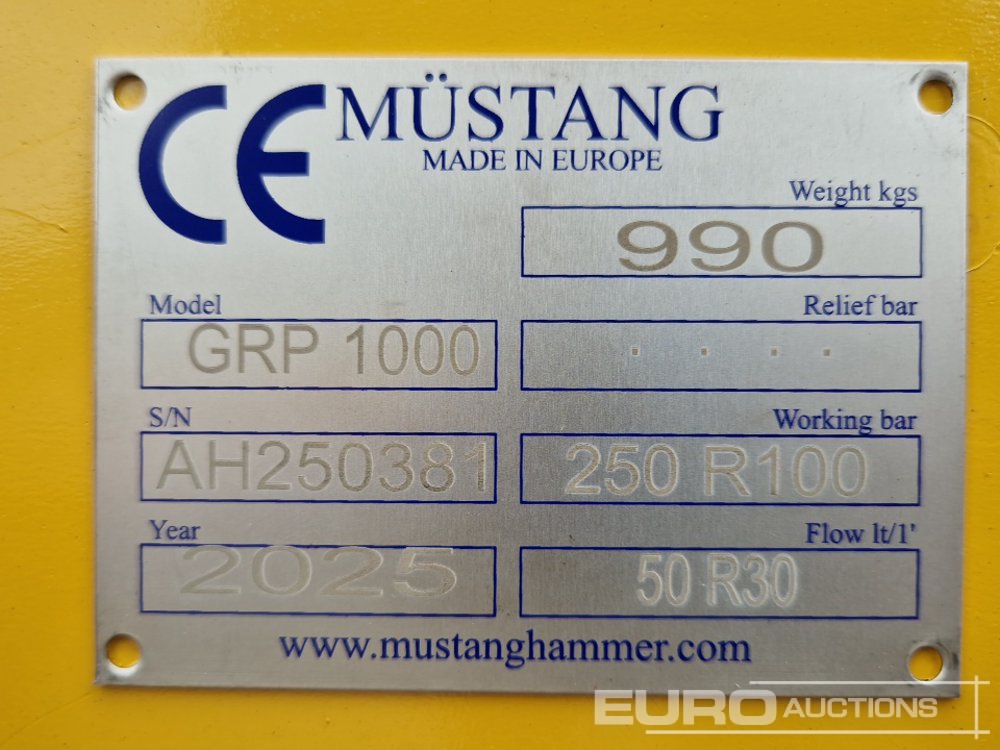 CE MÜSTANG
MADE IN EUROPE
Weight kgs
990
Model
GRP 1000
Relief bar
. . . .
S/N
AH250381
Working bar
250 R100
Year
2025
Flow lt/1'
50 R30
www.mustanghammer.com
EURO AUCTIONS